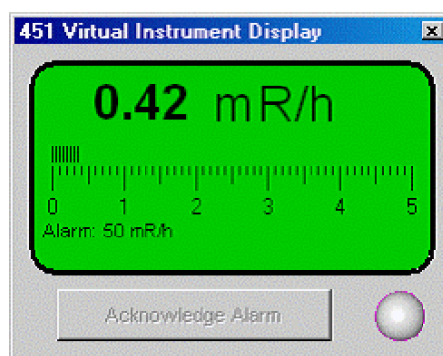 451 Virtual Instrument Display
0.42 mR/h
0 1 2 3 4 5
Alarm: 50 mR/h
Acknowledge Alarm